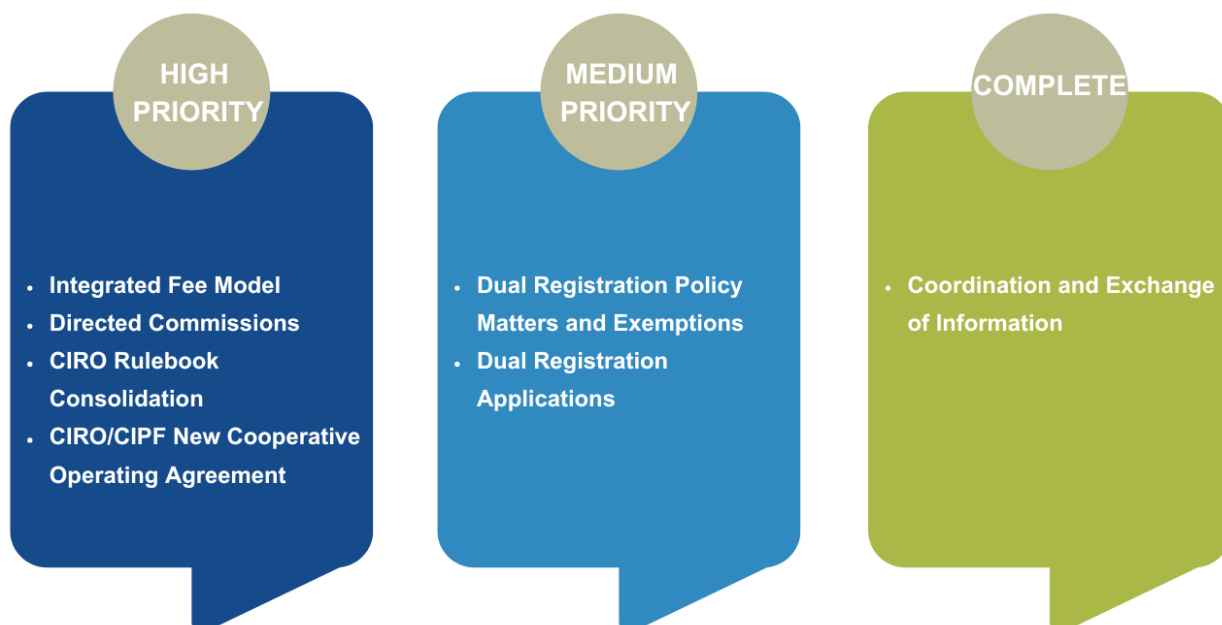 HIGH
PRIORITY
• Integrated Fee Model
• Directed Commissions
• CIRO Rulebook
Consolidation
• CIRO/CIPF New Cooperative
Operating Agreement
MEDIUM
PRIORITY
• Dual Registration Policy
Matters and Exemptions
• Dual Registration
Applications
COMPLETE
• Coordination and Exchange
of Information